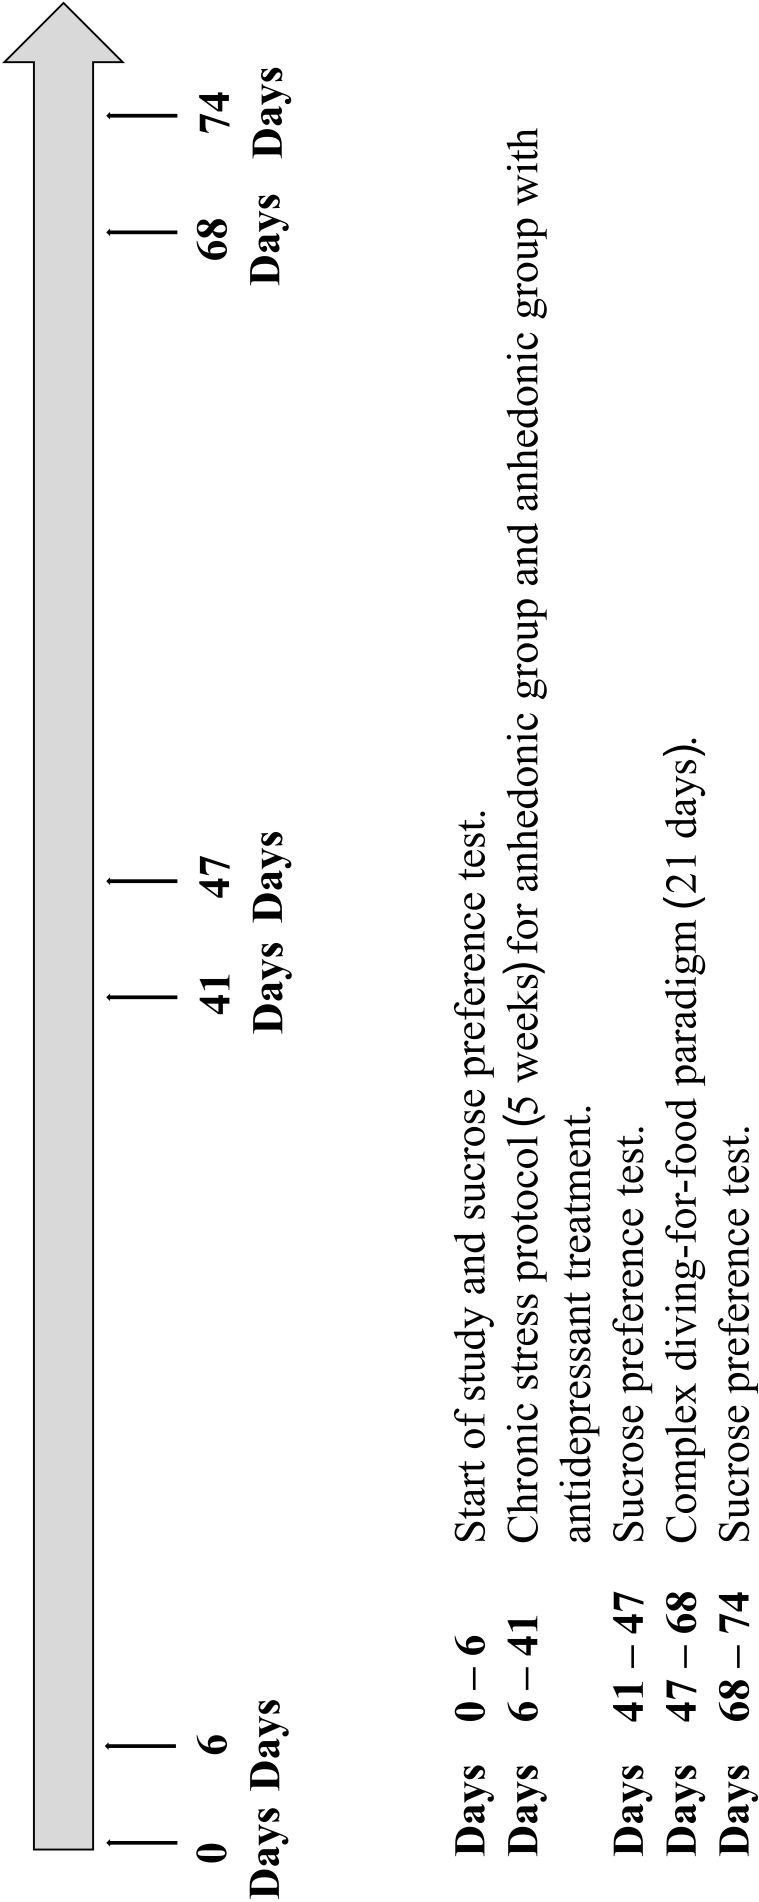 0 6 41 47 68 74
Days Days Days Days Days Days
Days 0 – 6 Start of study and sucrose preference test.
Days 6 – 41 Chronic stress protocol (5 weeks) for anhedonic group and anhedonic group with
antidepressant treatment.
Days 41 – 47 Sucrose preference test.
Days 47 – 68 Complex diving-for-food paradigm (21 days).
Days 68 – 74 Sucrose preference test.